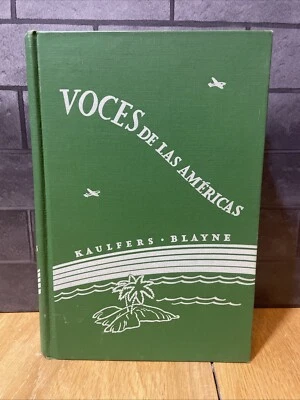 VOCES DE LAS AMÉRICAS
KAULFERS · BLAYNE